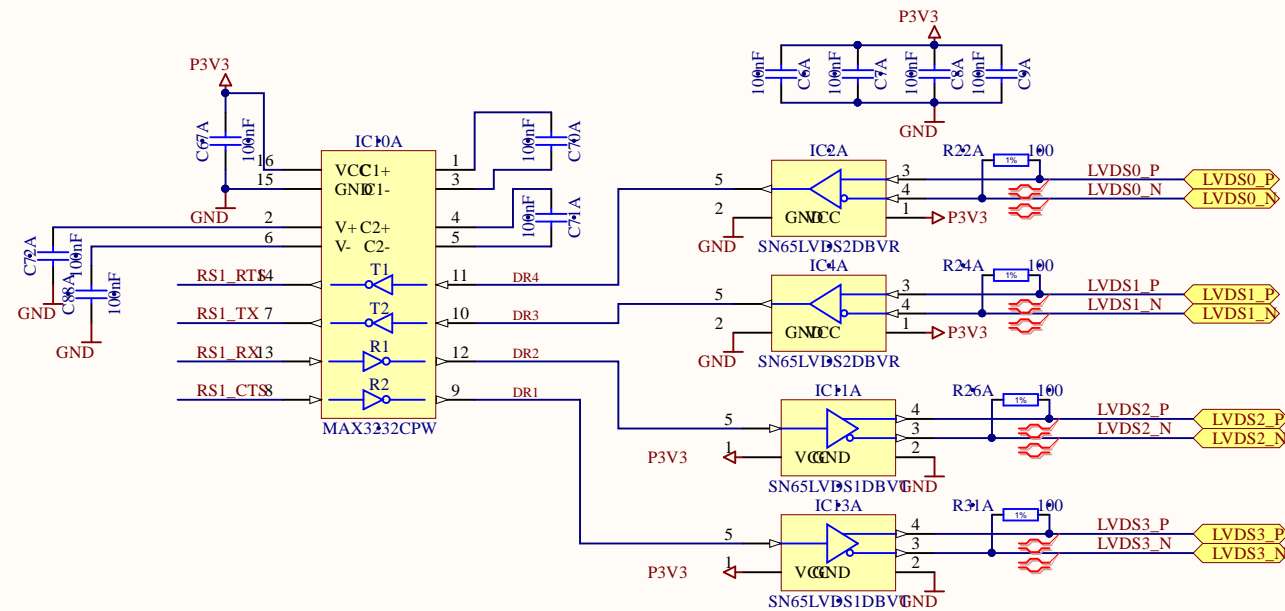 P3V3
100nF C6A
100nF C7A
100nF C8A
100nF C9A
GND
P3V3
C67A 100nF
GND
IC10A
16 VCC C1+ 1
15 GND C1- 3
2 V+ C2+ 4
6 V- C2- 5
RS1_RTS 14 T1 11 DR4
RS1_TX 7 T2 10 DR3
RS1_RX 13 R1 12 DR2
RS1_CTS 8 R2 9 DR1
MAX3232CPW
100nF C70A
100nF C71A
C72A 100nF
GND
C88A 100nF
GND
IC2A
5 3
4
2 GND VCC 1 P3V3
GND
SN65LVDS2DBVR
R22A 100
1%
LVDS0_P LVDS0_P
LVDS0_N LVDS0_N
IC4A
5 3
4
2 GND VCC 1 P3V3
GND
SN65LVDS2DBVR
R24A 100
1%
LVDS1_P LVDS1_P
LVDS1_N LVDS1_N
IC11A
5 4
3
P3V3 1 VCC GND 2
SN65LVDS1DBVT GND
R26A 100
1%
LVDS2_P LVDS2_P
LVDS2_N LVDS2_N
IC13A
5 4
3
P3V3 1 VCC GND 2
SN65LVDS1DBVT GND
R31A 100
1%
LVDS3_P LVDS3_P
LVDS3_N LVDS3_N